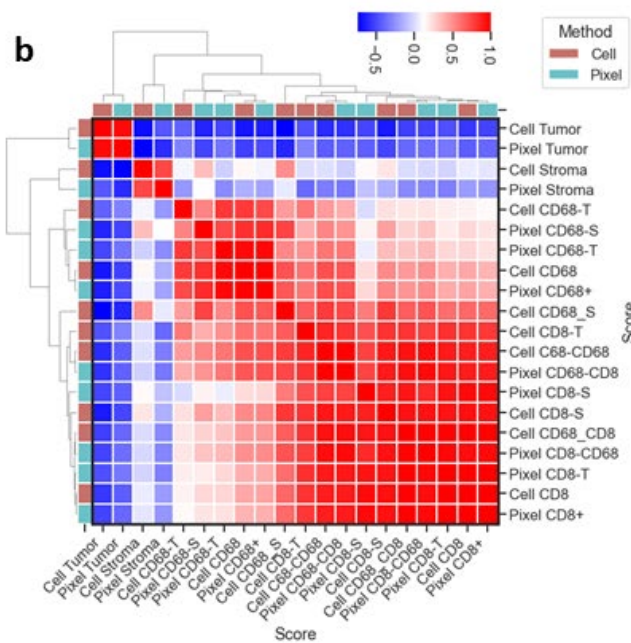 b
-0.5
0.0
0.5
1.0
Method
Cell
Pixel
Cell Tumor
Pixel Tumor
Cell Stroma
Pixel Stroma
Cell CD68-T
Pixel CD68-S
Pixel CD68-T
Cell CD68
Pixel CD68+
Cell CD68_S
Cell CD8-T
Cell C68-CD68
Pixel CD68-CD8
Pixel CD8-S
Cell CD8-S
Cell CD68_CD8
Pixel CD8-CD68
Pixel CD8-T
Cell CD8
Pixel CD8+
Score
Cell Tumor
Pixel Tumor
Cell Stroma
Pixel Stroma
Cell CD68-T
Pixel CD68-S
Pixel CD68-T
Cell CD68
Pixel CD68+
Cell CD68_S
Cell CD8-T
Cell C68-CD68
Pixel CD68-CD8
Pixel CD8-S
Cell CD8-S
Cell CD68_CD8
Pixel CD8-CD68
Pixel CD8-T
Cell CD8
Pixel CD8+
Score